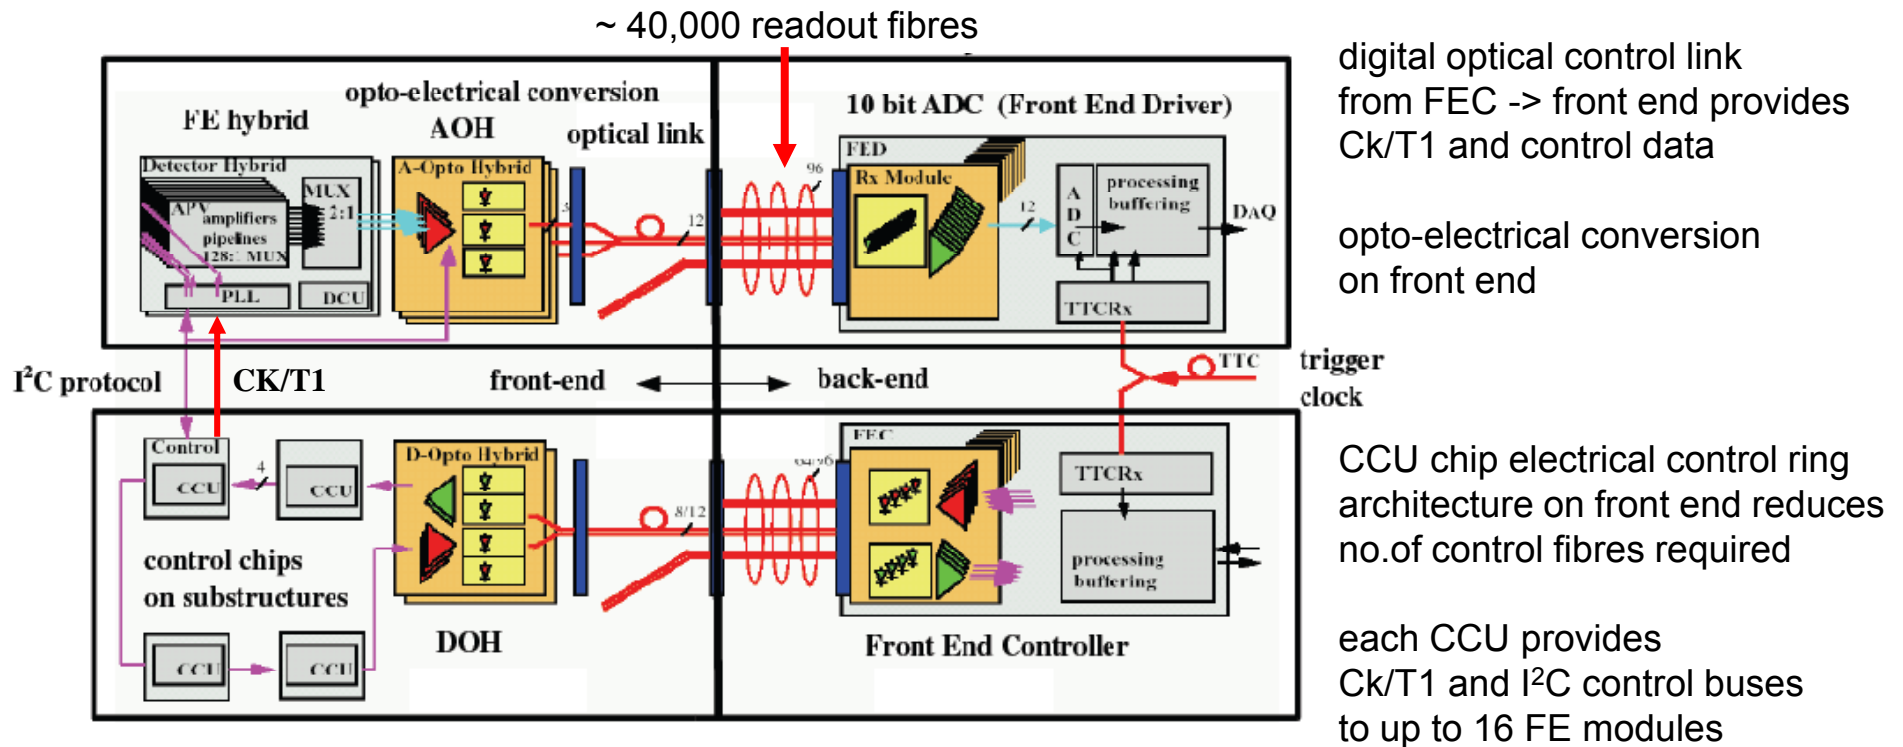 ~ 40,000 readout fibres
opto-electrical conversion
AOH
FE hybrid
optical link
10 bit ADC (Front End Driver)
Detector Hybrid
MUX
2:1
APV
amplifiers
pipelines
128:1 MUX
PLL
DCU
A-Opto Hybrid
3
12
96
FED
Rx Module
12
A
D
C
processing
buffering
DAQ
TTCRx
I²C protocol
CK/T1
front-end
back-end
TTC
trigger
clock
Control
CCU
4
CCU
CCU
CCU
control chips
on substructures
D-Opto Hybrid
DOH
8/12
64/96
FEC
TTCRx
processing
buffering
Front End Controller
digital optical control link
from FEC -> front end provides
Ck/T1 and control data
opto-electrical conversion
on front end
CCU chip electrical control ring
architecture on front end reduces
no.of control fibres required
each CCU provides
Ck/T1 and I²C control buses
to up to 16 FE modules